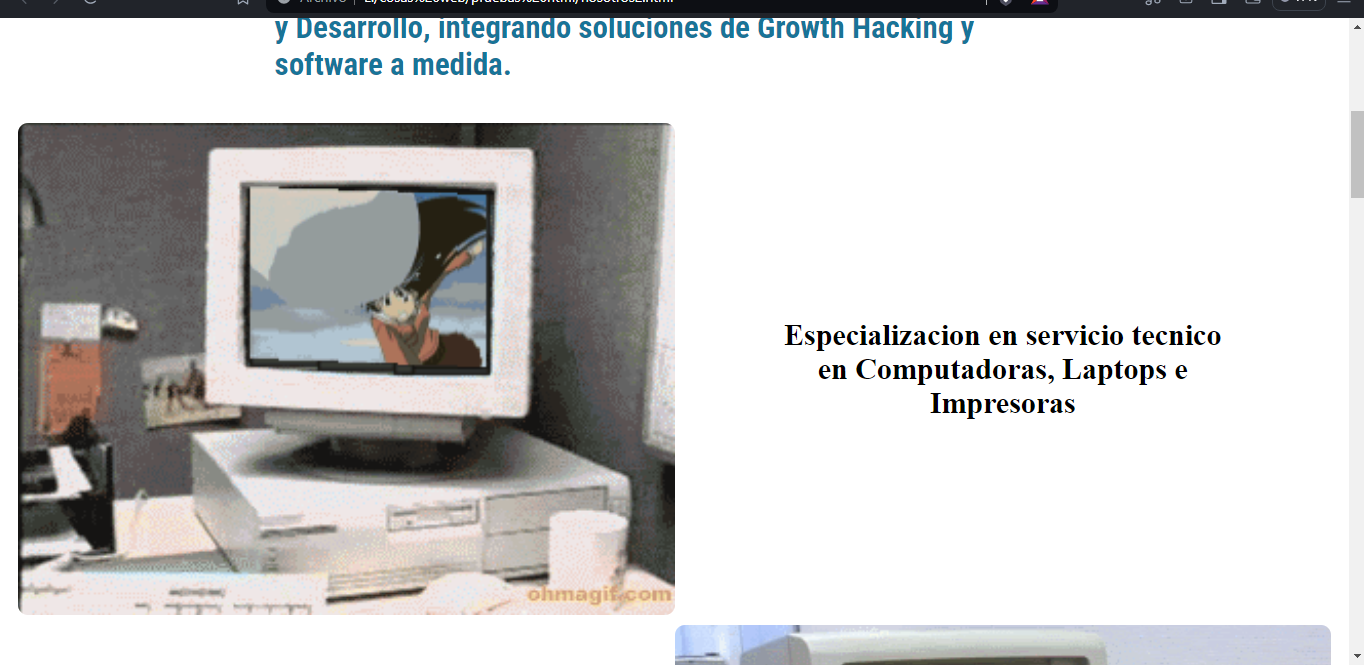 y Desarrollo, integrando soluciones de Growth Hacking y
software a medida.
Especializacion en servicio tecnico
en Computadoras, Laptops e
Impresoras
ohmagif.com